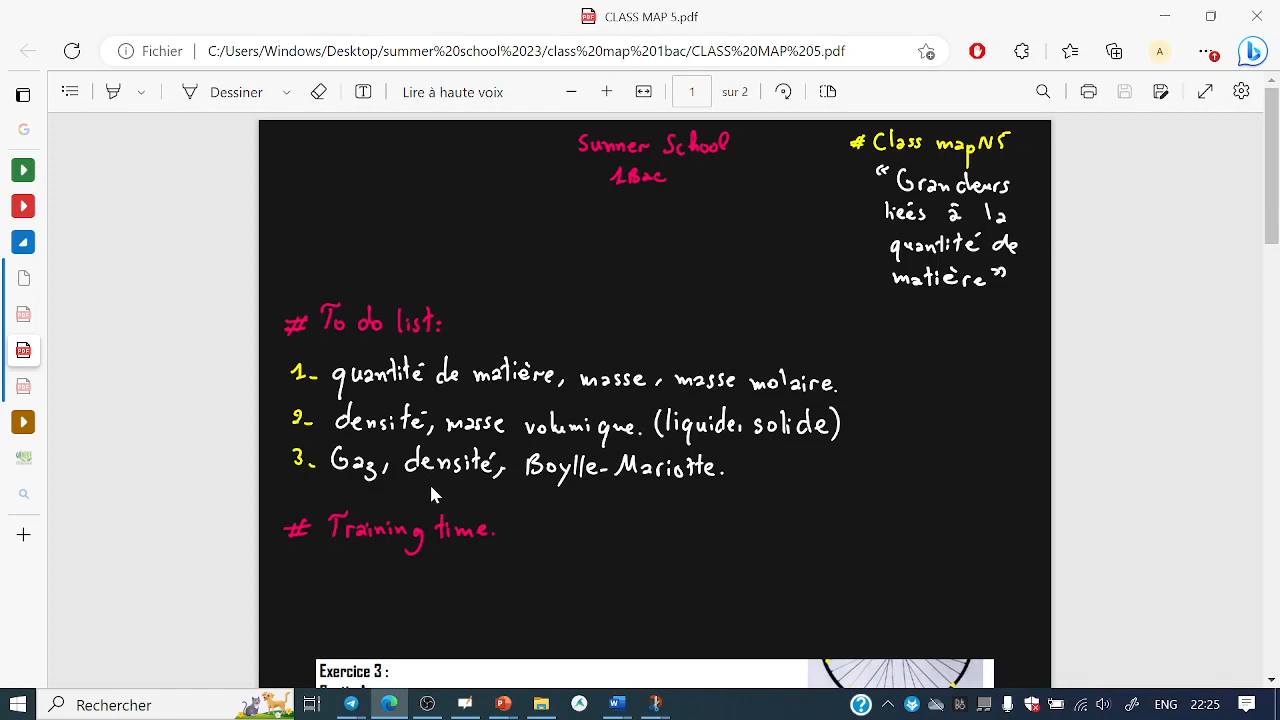 CLASS MAP 5.pdf
Fichier
C:/Users/Windows/Desktop/summer%20school%2023/class%20map%201bac/CLASS%20MAP%205.pdf
Dessiner
Lire à haute voix
1
sur 2
Summer School
1Bac
# Class map N5
"Grandeurs
liées à la
quantité de
matière"
# To do list:
1- quantité de matière, masse, masse molaire.
2- densité, masse volumique. (liquide, solide)
3- Gaz, densité, Boylle-Mariotte.
# Training time.
Exercice 3 :
Rechercher
ENG
22:25